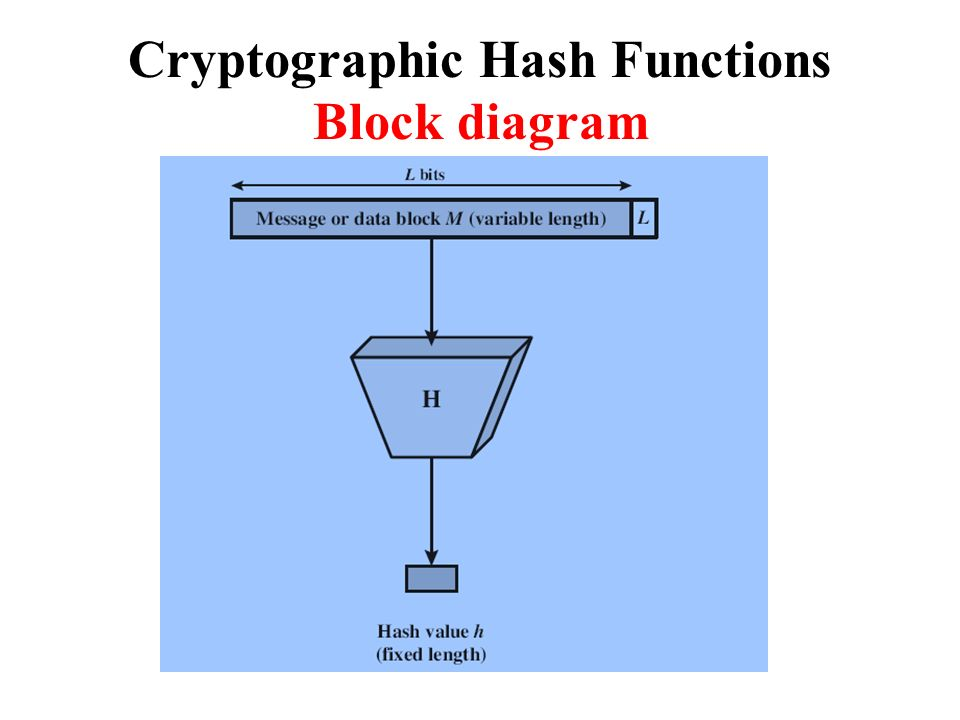 Cryptographic Hash Functions
Block diagram
L bits
Message or data block M (variable length) L
H
Hash value h
(fixed length)